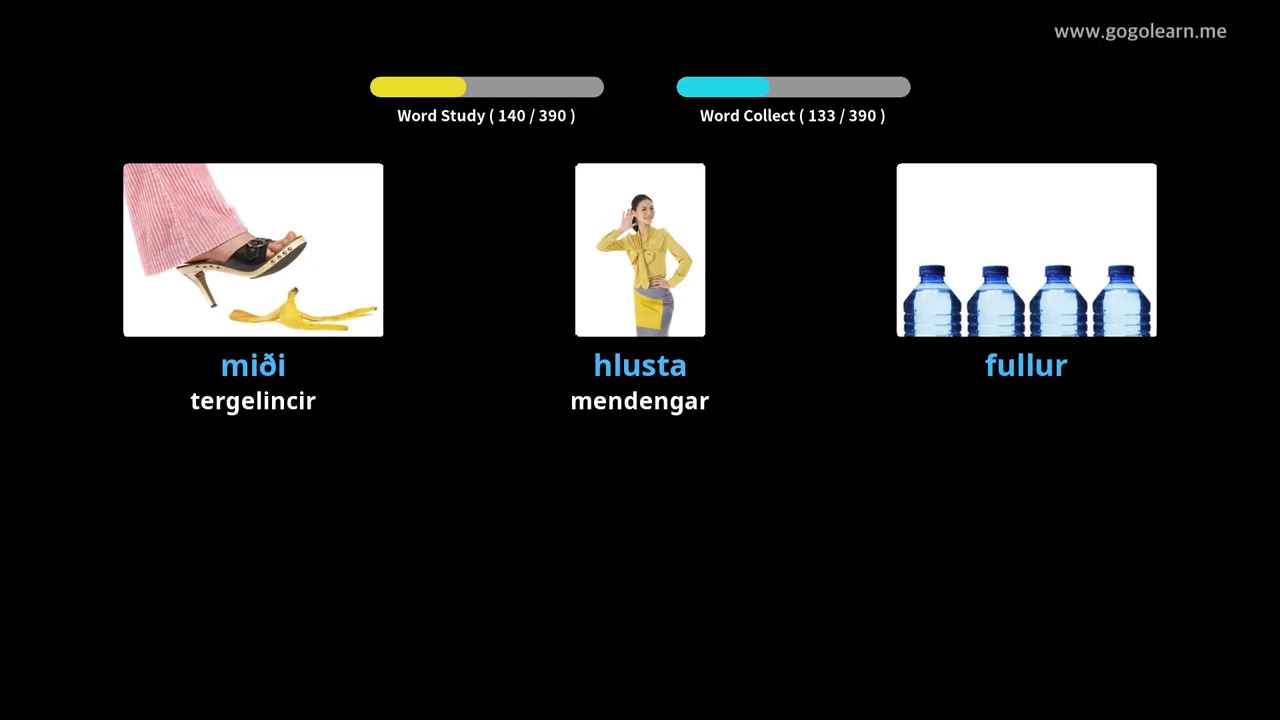 www.gogolearn.me
Word Study ( 140 / 390 )
Word Collect ( 133 / 390 )
miði
tergelincir
hlusta
mendengar
fullur